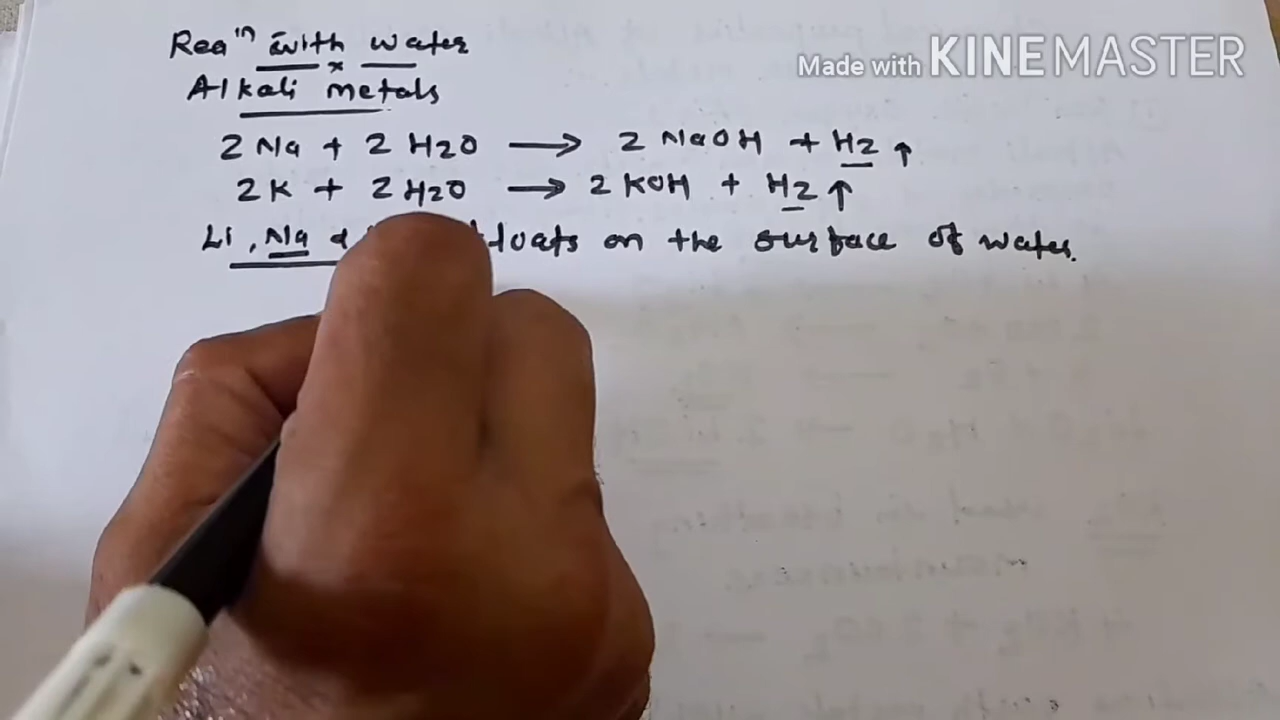 Reaⁿ with water
Made with KINEMASTER
Alkali metals
2 Na + 2 H2O → 2 NaOH + H2 ↑
2K + 2 H2O → 2 KOH + H2 ↑
Li, Na & floats on the surface of water.